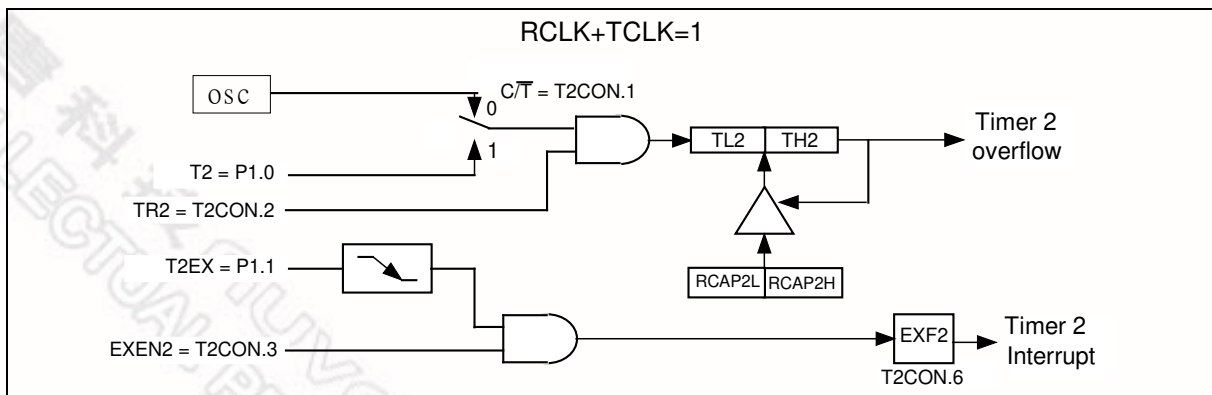 RCLK+TCLK=1
OSC
C/T̅ = T2CON.1
0
1
T2 = P1.0
TR2 = T2CON.2
TL2
TH2
Timer 2
overflow
T2EX = P1.1
RCAP2L
RCAP2H
EXEN2 = T2CON.3
EXF2
T2CON.6
Timer 2
Interrupt